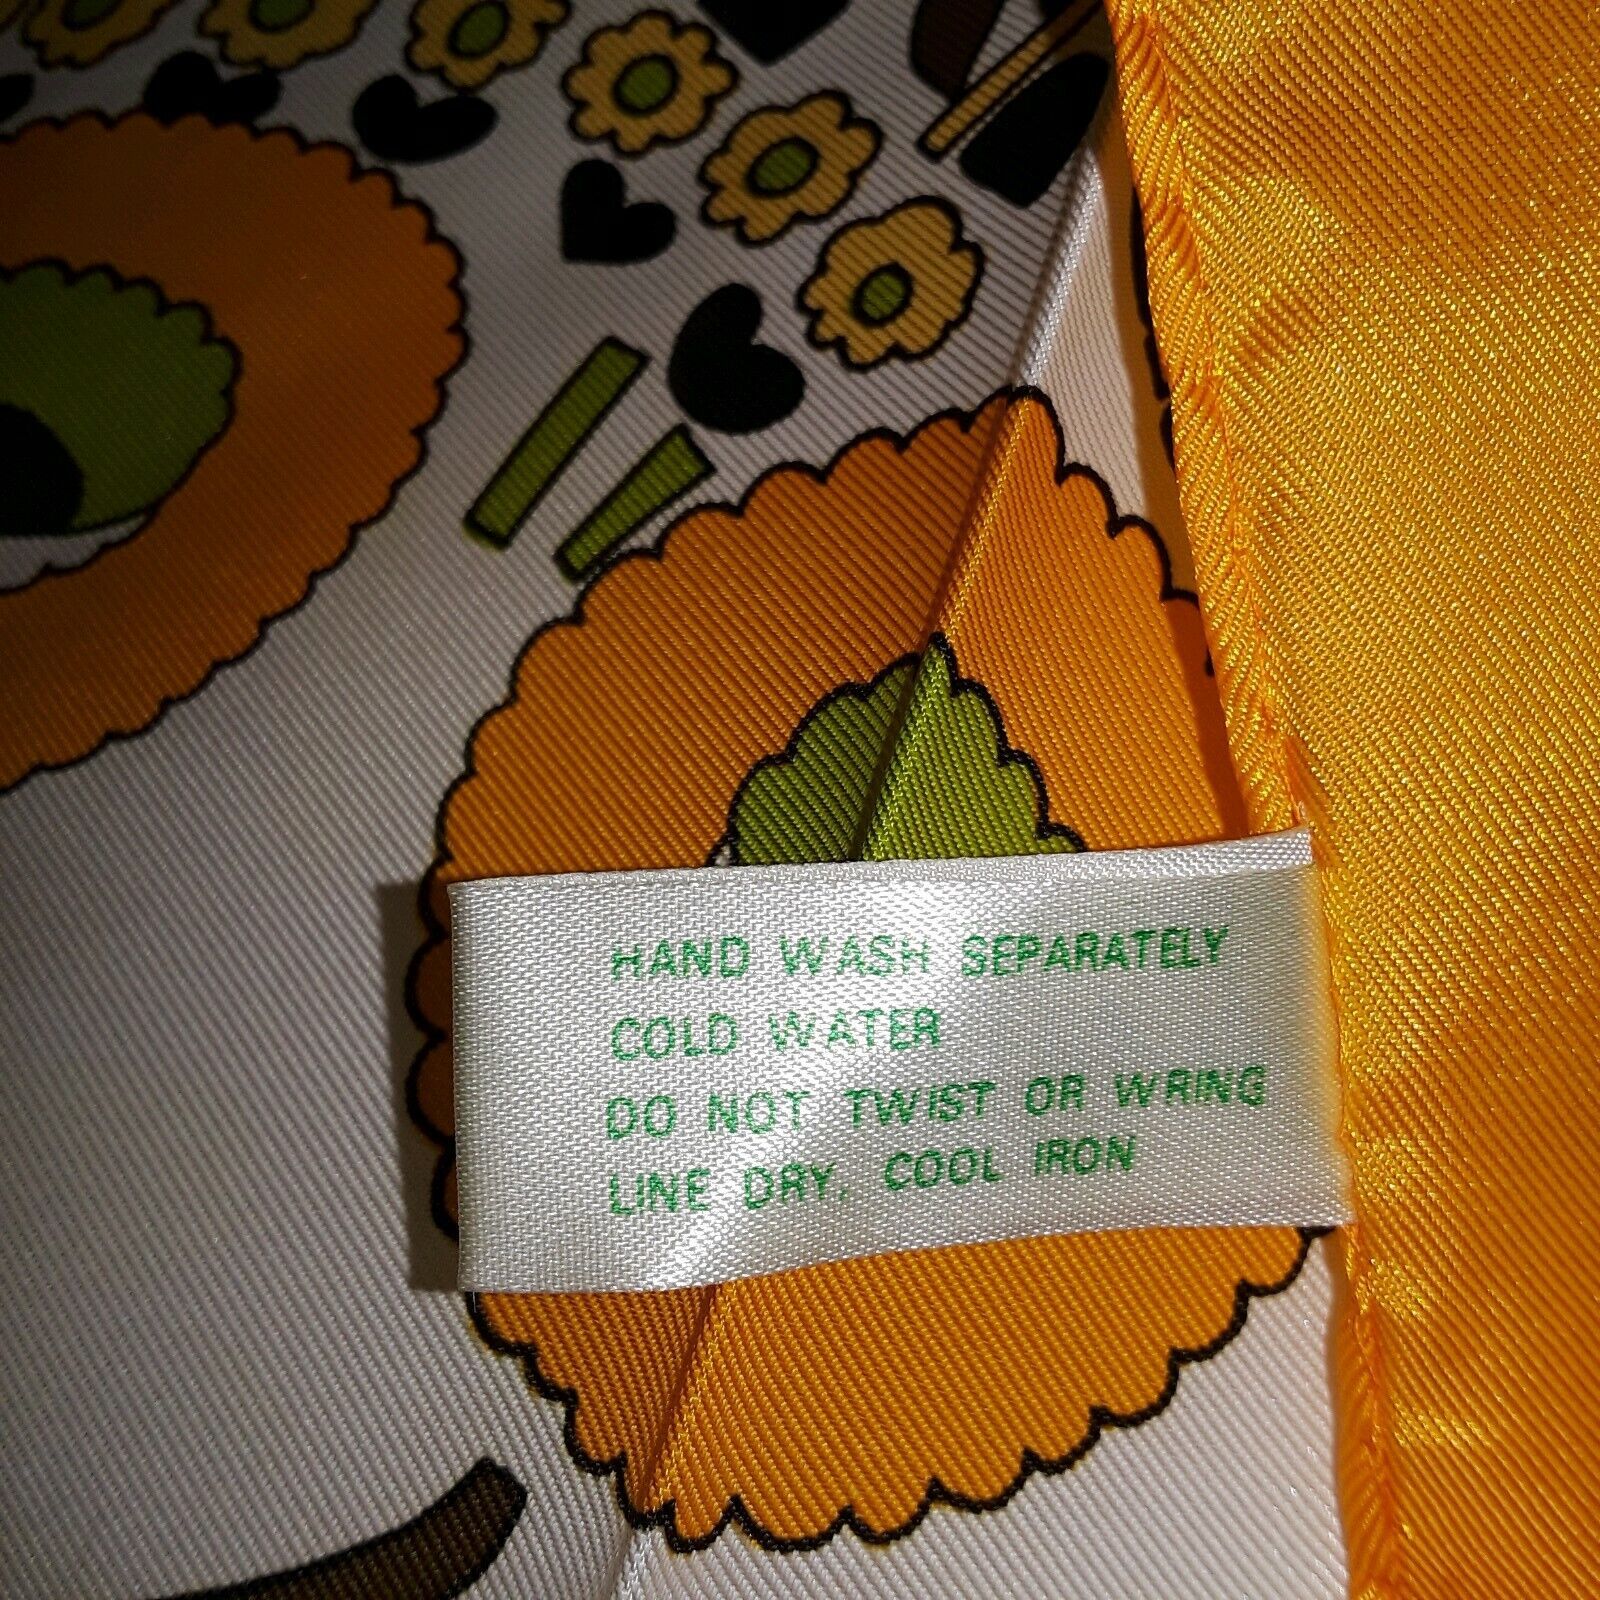 HAND WASH SEPARATELY
COLD WATER
DO NOT TWIST OR WRING
LINE DRY, COOL IRON